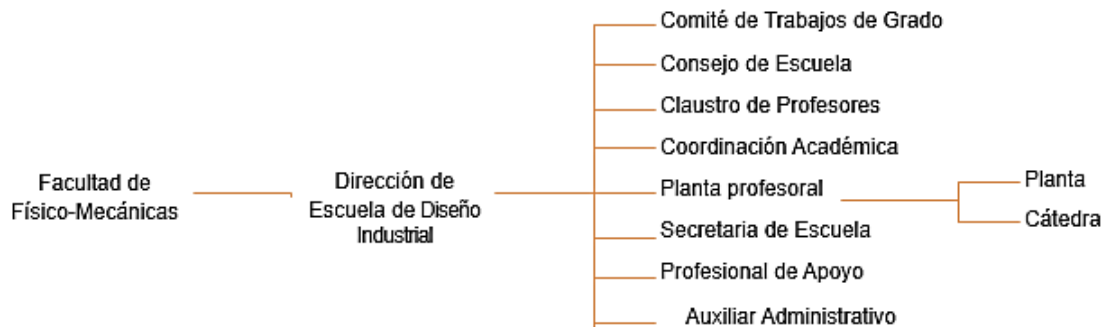 Facultad de
Físico-Mecánicas
Dirección de
Escuela de Diseño
Industrial
Comité de Trabajos de Grado
Consejo de Escuela
Claustro de Profesores
Coordinación Académica
Planta profesoral
Secretaria de Escuela
Profesional de Apoyo
Auxiliar Administrativo
Planta
Cátedra